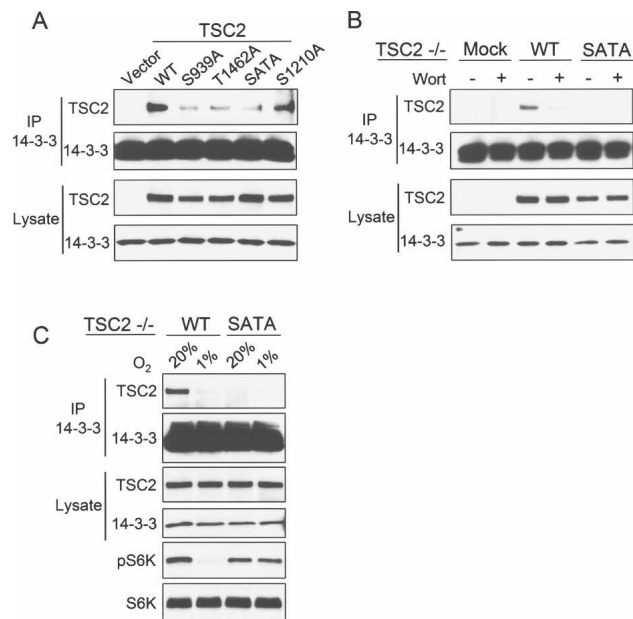 A
TSC2
Vector WT S939A T1462A SATA S1210A
IP 14-3-3
TSC2
14-3-3
Lysate
TSC2
14-3-3
B
TSC2 -/- Mock WT SATA
Wort - + - + - +
IP 14-3-3
TSC2
14-3-3
Lysate
TSC2
14-3-3
C
TSC2 -/- WT SATA
O2 20% 1% 20% 1%
IP 14-3-3
TSC2
14-3-3
Lysate
TSC2
14-3-3
pS6K
S6K